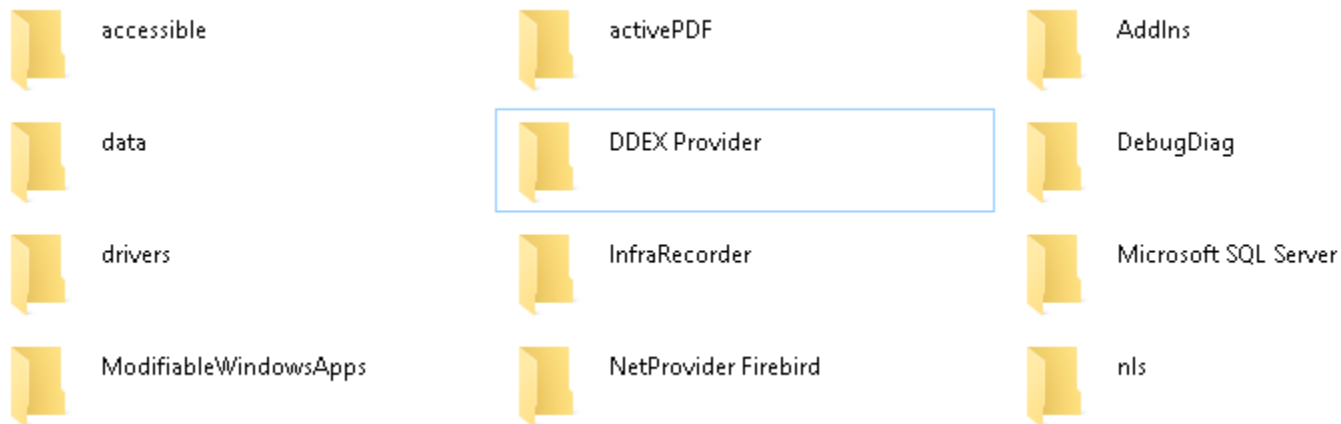 accessible
activePDF
AddIns
data
DDEX Provider
DebugDiag
drivers
InfraRecorder
Microsoft SQL Server
ModifiableWindowsApps
NetProvider Firebird
nls